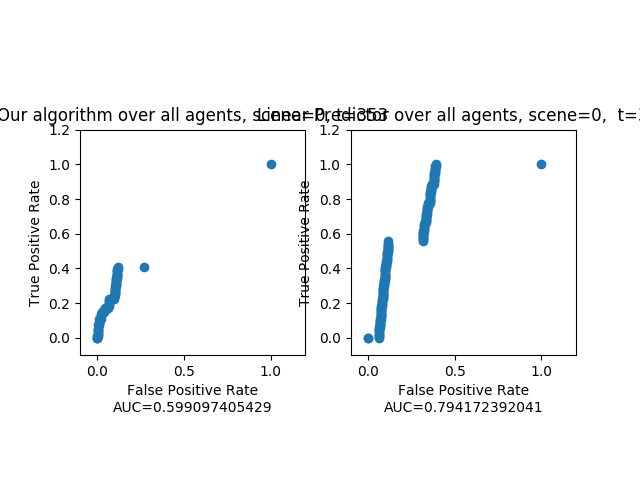 Our algorithm over all agents, scene=0, t=353
Linear Predictor over all agents, scene=0, t=
1.2
1.0
0.8
0.6
0.4
0.2
0.0
True Positive Rate
0.0 0.5 1.0
False Positive Rate
AUC=0.599097405429
1.2
1.0
0.8
0.6
0.4
0.2
0.0
True Positive Rate
0.0 0.5 1.0
False Positive Rate
AUC=0.794172392041